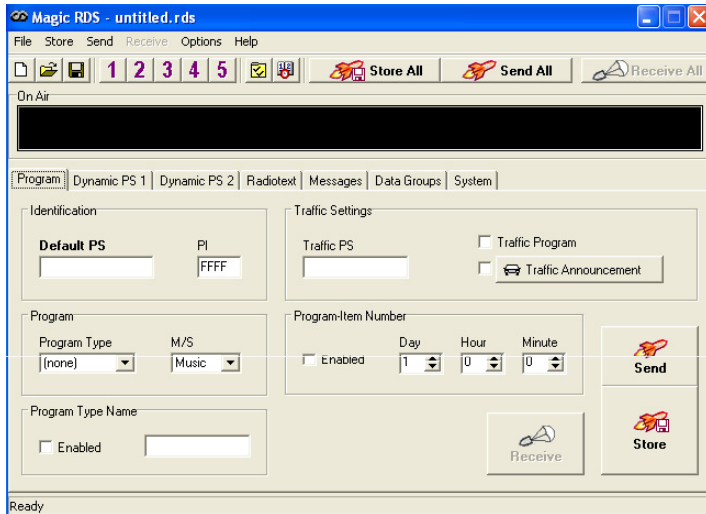 Magic RDS - untitled.rds
File Store Send Receive Options Help
1 2 3 4 5 Store All Send All Receive All
On Air
Program Dynamic PS 1 Dynamic PS 2 Radiotext Messages Data Groups System
Identification
Default PS PI
FFFF
Traffic Settings
Traffic PS Traffic Program
Traffic Announcement
Program
Program Type M/S
(none) Music
Program-Item Number
Day Hour Minute
Enabled 1 0 0
Send
Program Type Name
Enabled
Receive
Store
Ready